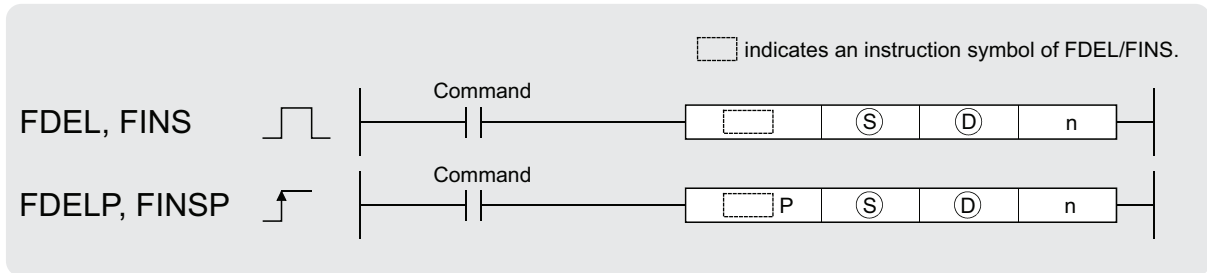 indicates an instruction symbol of FDEL/FINS.
Command
FDEL, FINS
S D n
Command
FDELP, FINSP
P S D n